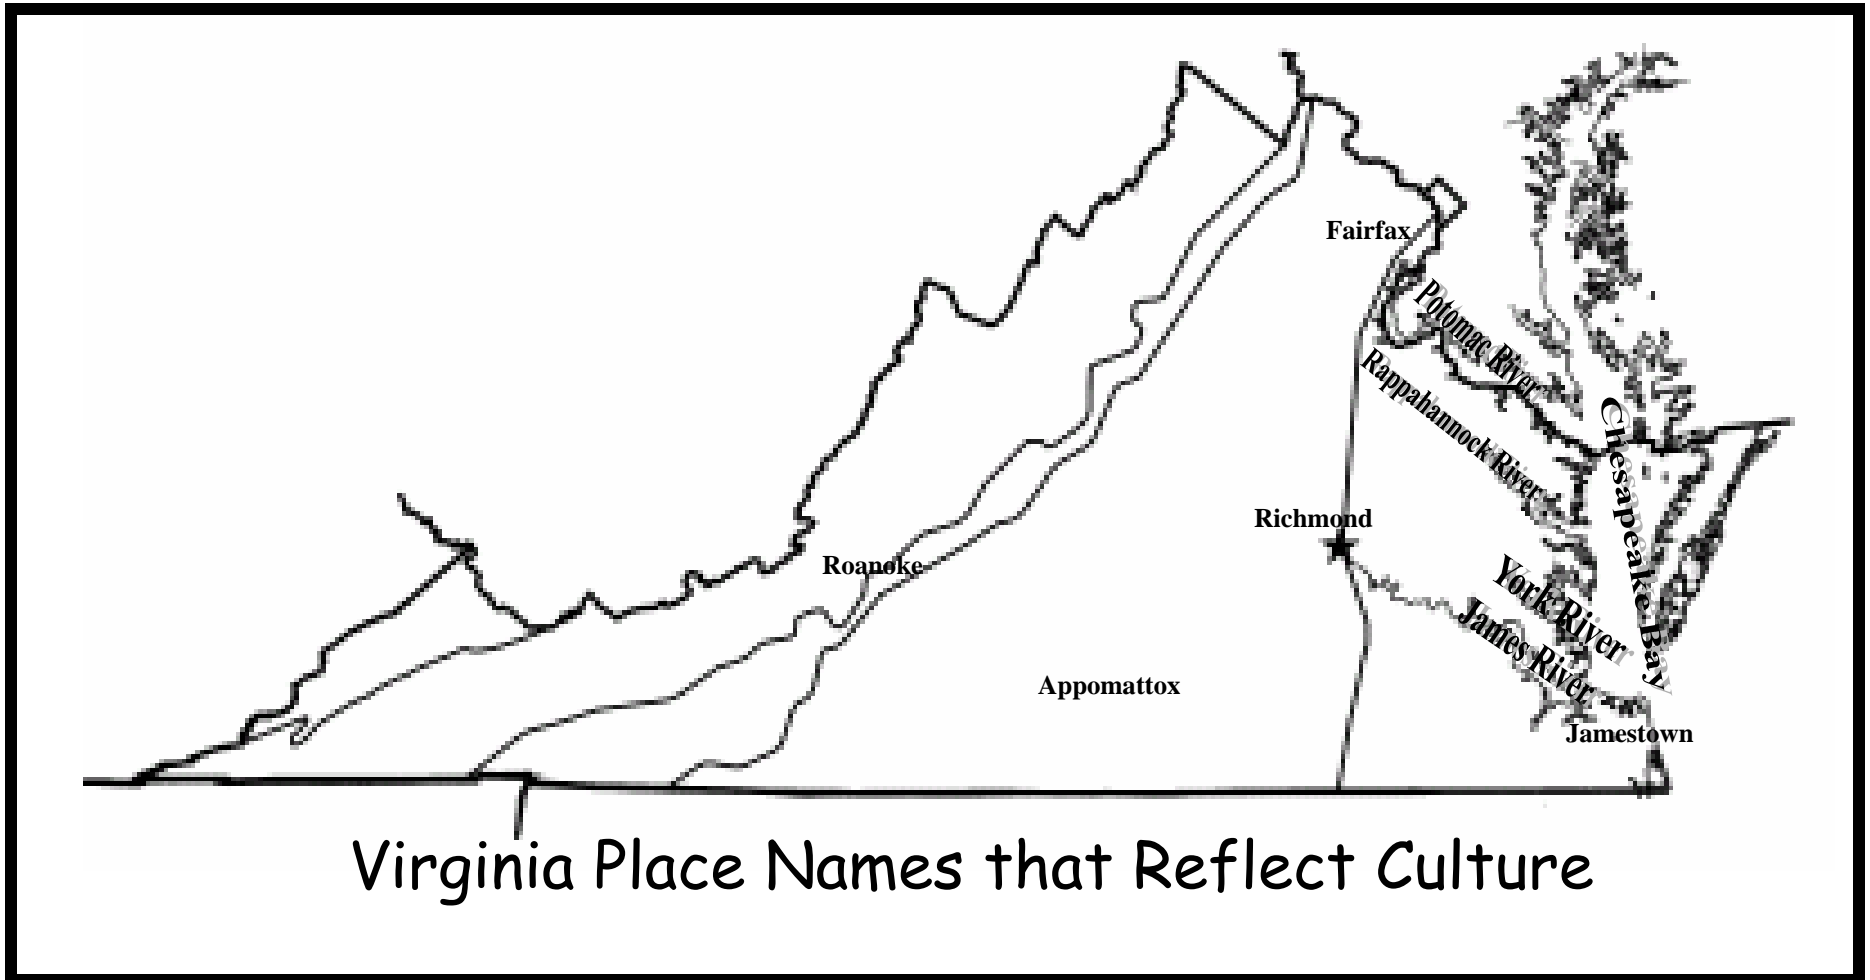 Fairfax
Potomac River
Rappahannock River
Chesapeake Bay
Richmond
Roanoke
York River
James River
Appomattox
Jamestown
Virginia Place Names that Reflect Culture